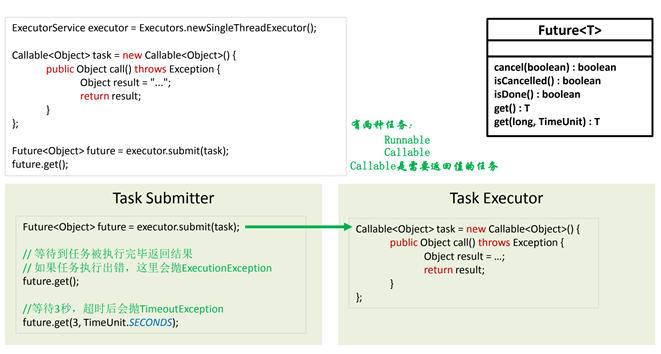 ExecutorService executor = Executors.newSingleThreadExecutor();
Callable<Object> task = new Callable<Object>() {
public Object call() throws Exception {
Object result = "...";
return result;
}
};
Future<Object> future = executor.submit(task);
future.get();
Future<T>
cancel(boolean) : boolean
isCancelled() : boolean
isDone() : boolean
get() : T
get(long, TimeUnit) : T
有两种任务：
Runnable
Callable
Callable是需要返回值的任务
Task Submitter
Future<Object> future = executor.submit(task);
// 等待到任务被执行完毕返回结果
// 如果任务执行出错，这里会抛ExecutionException
future.get();
//等待3秒，超时后会抛TimeoutException
future.get(3, TimeUnit.SECONDS);
Task Executor
Callable<Object> task = new Callable<Object>() {
public Object call() throws Exception {
Object result = …;
return result;
}
};